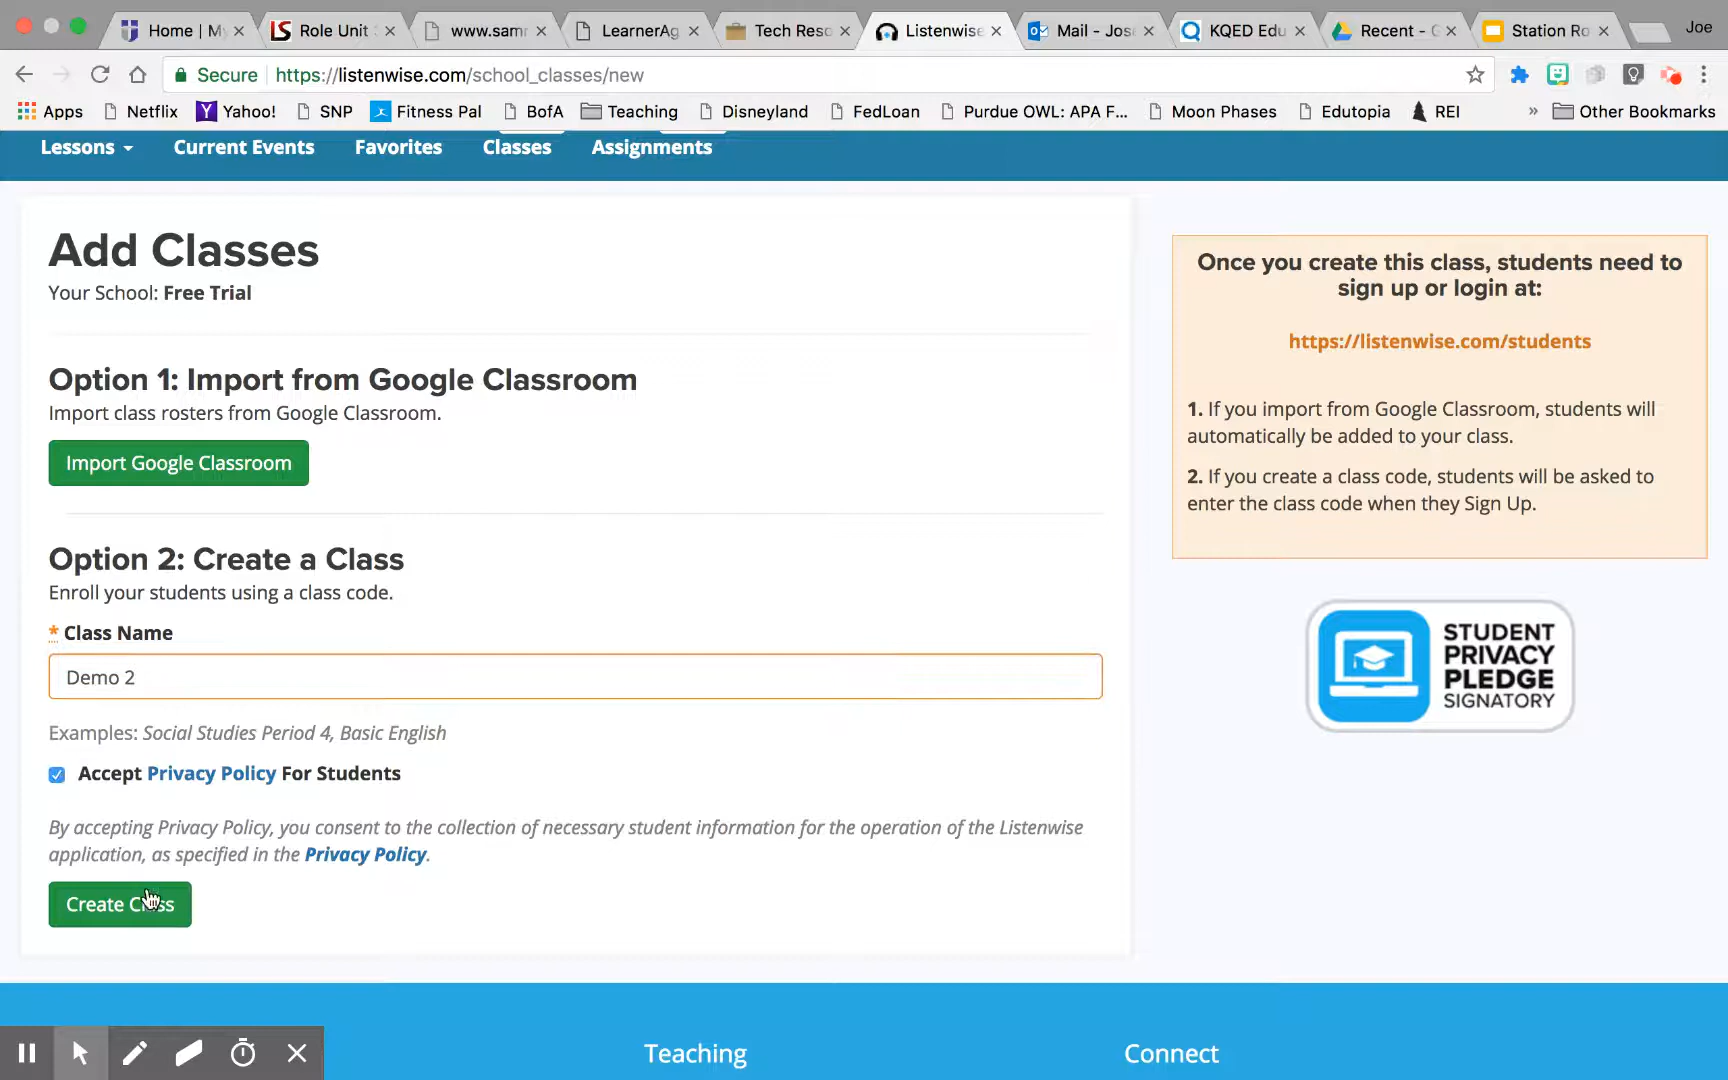 Home | My
Role Unit
www.samr
LearnerAg
Tech Reso
Listenwise
Mail - Jos
KQED Edu
Recent - G
Station Ro
Joe
Secure https://listenwise.com/school_classes/new
Apps Netflix Yahoo! SNP Fitness Pal BofA Teaching Disneyland FedLoan Purdue OWL: APA F... Moon Phases Edutopia REI » Other Bookmarks
Lessons Current Events Favorites Classes Assignments
Add Classes
Your School: Free Trial
Option 1: Import from Google Classroom
Import class rosters from Google Classroom.
Import Google Classroom
Option 2: Create a Class
Enroll your students using a class code.
* Class Name
Demo 2
Examples: Social Studies Period 4, Basic English
Accept Privacy Policy For Students
By accepting Privacy Policy, you consent to the collection of necessary student information for the operation of the Listenwise
application, as specified in the Privacy Policy.
Create Class
Once you create this class, students need to
sign up or login at:
https://listenwise.com/students
1. If you import from Google Classroom, students will
automatically be added to your class.
2. If you create a class code, students will be asked to
enter the class code when they Sign Up.
STUDENT
PRIVACY
PLEDGE
SIGNATORY
Teaching Connect